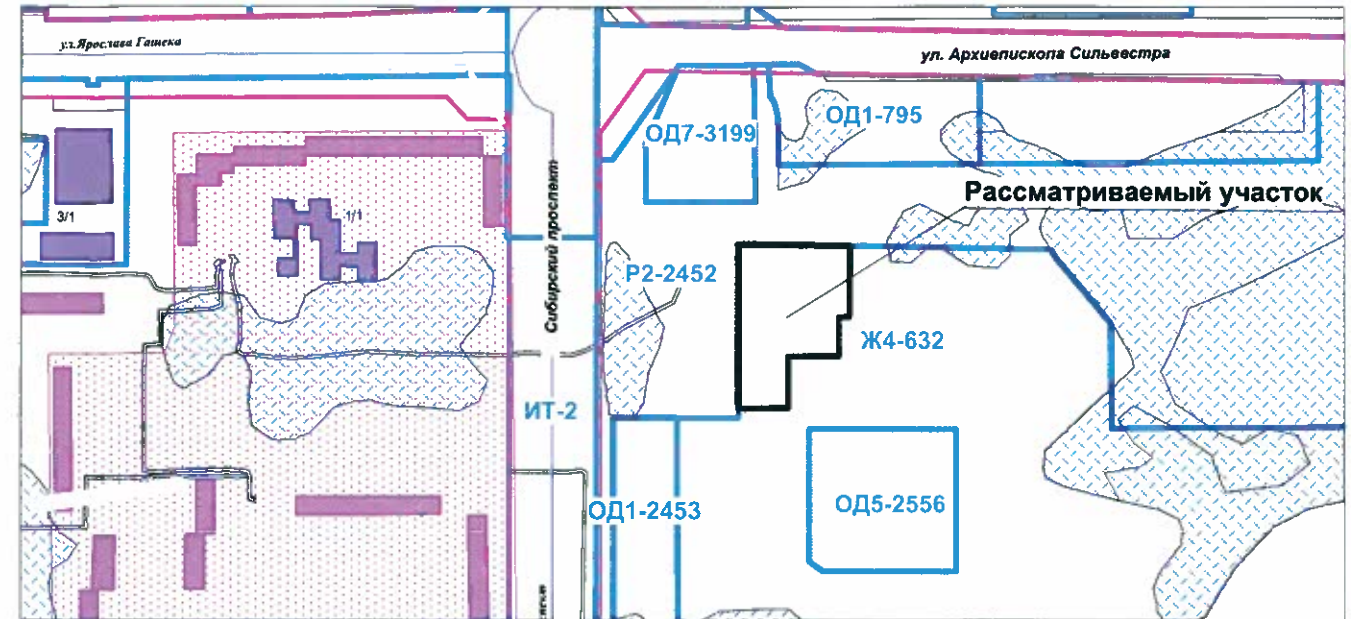 ул.Ярослава Гашека
ул. Архиепископа Сильвестра
ОД7-3199
ОД1-795
Рассматриваемый участок
3/1
1/1
Сибирский проспект
Р2-2452
Ж4-632
ИТ-2
ОД1-2453
ОД5-2556